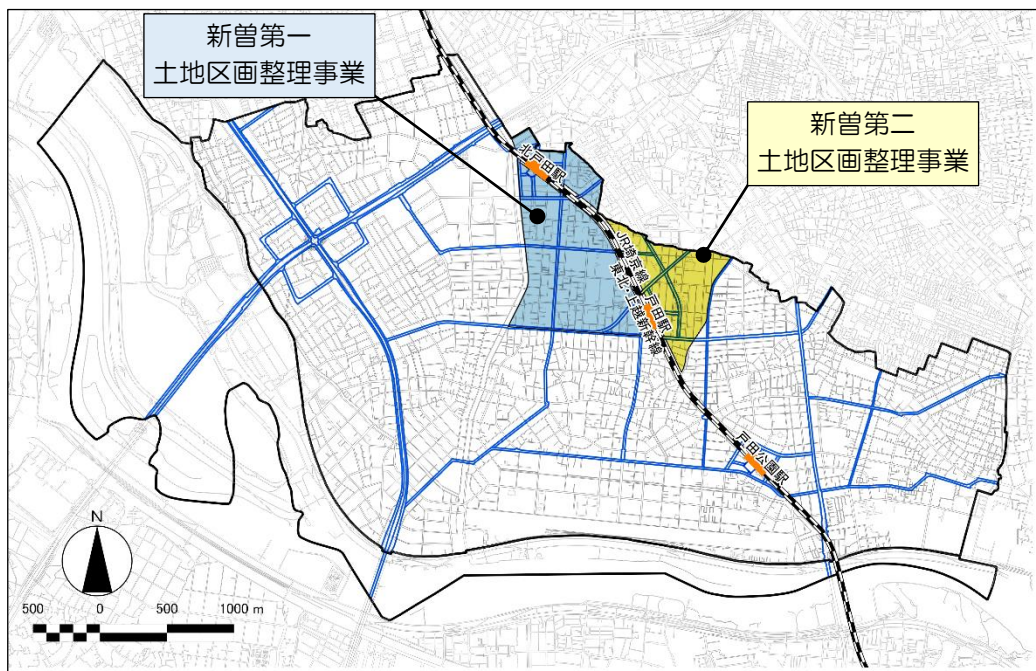 新曽第一
土地区画整理事業
新曽第二
土地区画整理事業
北戸田駅
JR埼京線
東北・上越新幹線
戸田駅
戸田公園駅
N
500 0 500 1000 m